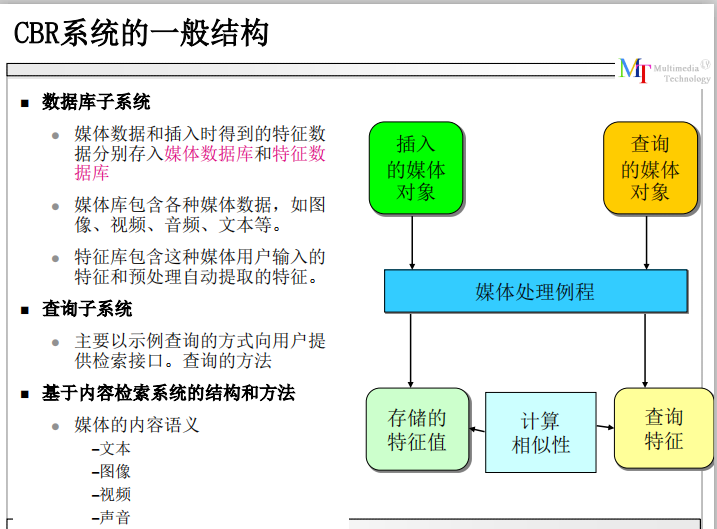 CBR系统的一般结构
MT Multimedia
Technology
■ 数据库子系统
● 媒体数据和插入时得到的特征数
据分别存入媒体数据库和特征数
据库
● 媒体库包含各种媒体数据，如图
像、视频、音频、文本等。
● 特征库包含这种媒体用户输入的
特征和预处理自动提取的特征。
■ 查询子系统
● 主要以示例查询的方式向用户提
供检索接口。查询的方法
■ 基于内容检索系统的结构和方法
● 媒体的内容语义
–文本
–图像
–视频
–声音
插入
的媒体
对象
查询
的媒体
对象
媒体处理例程
存储的
特征值
计算
相似性
查询
特征